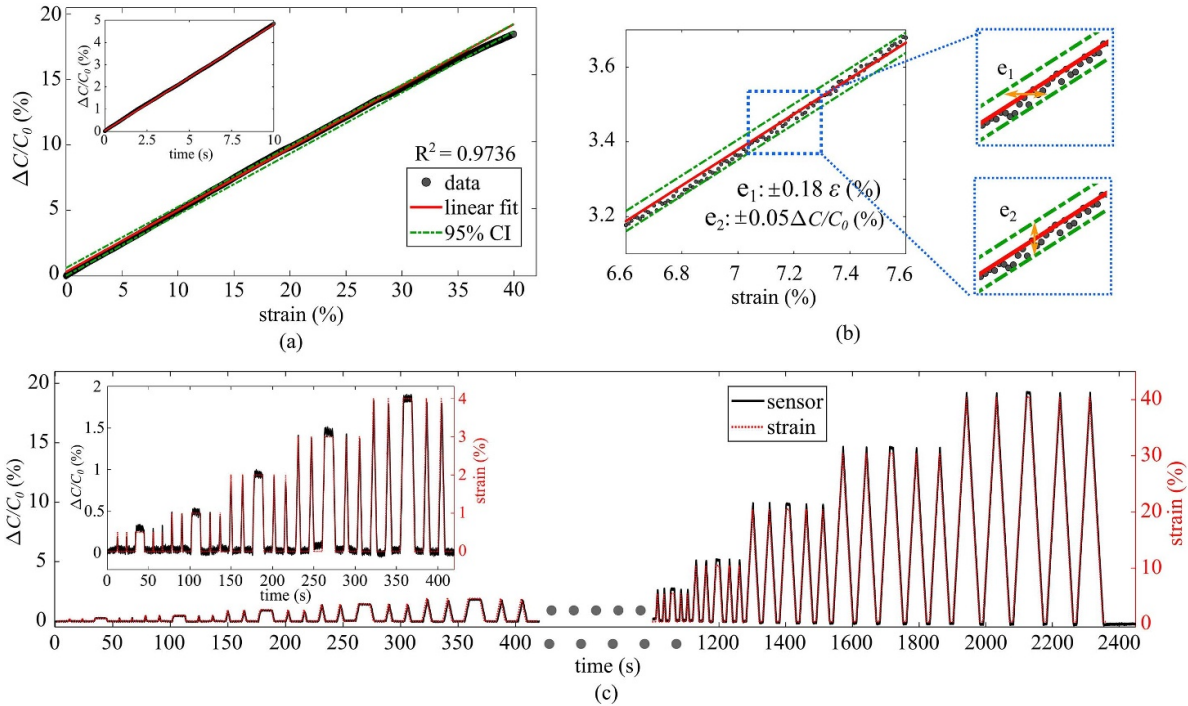 20
15
10
5
0
ΔC/C₀ (%)
0 5 10 15 20 25 30 35 40
strain (%)
(a)
5
4
3
2
1
0
ΔC/C₀ (%)
0 2.5 5 7.5 10
time (s)
R² = 0.9736
data
linear fit
95% CI
3.6
3.4
3.2
6.6 6.8 7 7.2 7.4 7.6
strain (%)
(b)
e₁: ±0.18 ε (%)
e₂: ±0.05ΔC/C₀ (%)
e₁
e₂
20
15
10
5
0
ΔC/C₀ (%)
2
1.5
1
0.5
0
ΔC/C₀ (%)
4
3
2
1
0
strain (%)
0 50 100 150 200 250 300 350 400
time (s)
sensor
strain
40
30
20
10
0
strain (%)
0 50 100 150 200 250 300 350 400 1200 1400 1600 1800 2000 2200 2400
time (s)
(c)